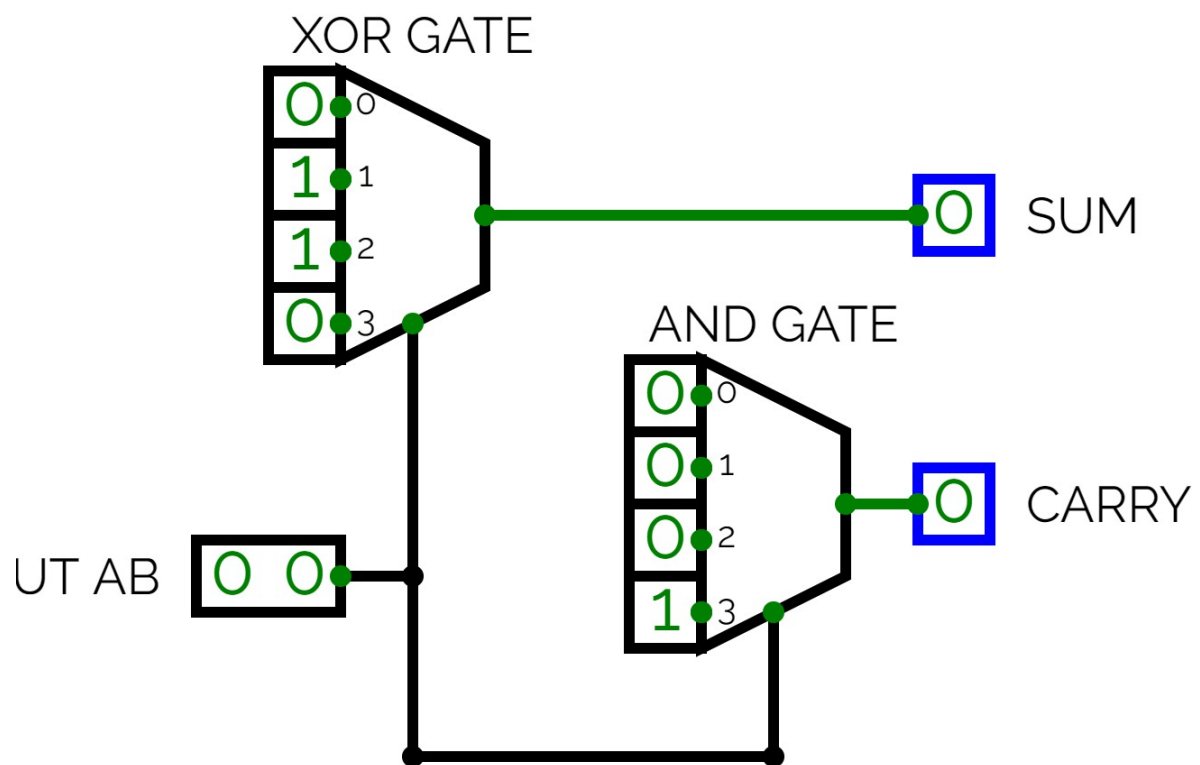 XOR GATE
0 0
1 1
1 2
0 3
0 SUM
AND GATE
0 0
0 1
0 2
1 3
0 CARRY
UT AB 0 0